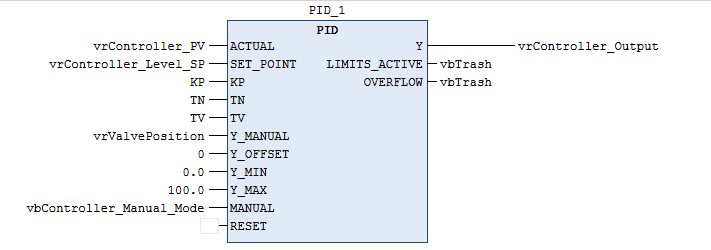 PID_1
PID
vrController_PV ACTUAL Y vrController_Output
vrController_Level_SP SET_POINT LIMITS_ACTIVE vbTrash
KP KP OVERFLOW vbTrash
TN TN
TV TV
vrValvePosition Y_MANUAL
0 Y_OFFSET
0.0 Y_MIN
100.0 Y_MAX
vbController_Manual_Mode MANUAL
RESET